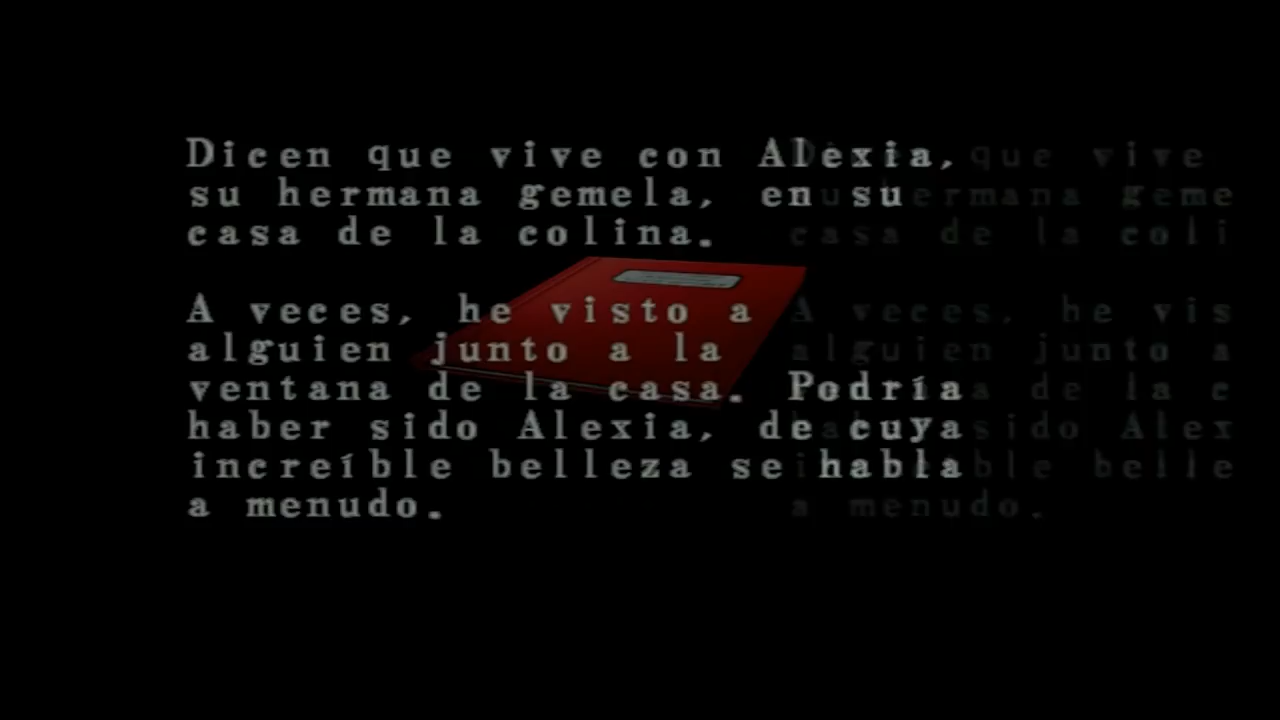 Dicen que vive con Alexia,
su hermana gemela, en su
casa de la colina.
A veces, he visto a
alguien junto a la
ventana de la casa. Podría
haber sido Alexia, de cuya
increíble belleza se habla
a menudo.